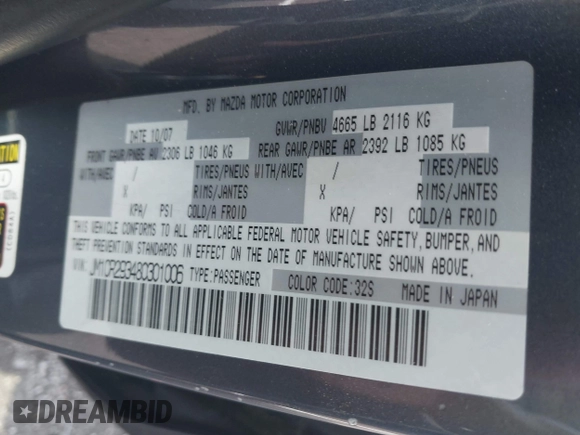 MFD. BY MAZDA MOTOR CORPORATION
DATE 10/07 GVWR/PNBV 4665 LB 2116 KG
FRONT GAWR/PNBE AV 2306 LB 1046 KG REAR GAWR/PNBE AR 2392 LB 1085 KG
WITH/AVEC / TIRES/PNEUS WITH/AVEC / TIRES/PNEUS
X RIMS/JANTES X RIMS/JANTES
KPA/ PSI COLD/A FROID KPA/ PSI COLD/A FROID
THIS VEHICLE CONFORMS TO ALL APPLICABLE FEDERAL MOTOR VEHICLE SAFETY, BUMPER, AND
THEFT PREVENTION STANDARDS IN EFFECT ON THE DATE OF MANUFACTURE SHOWN ABOVE.
VIN: JM1CR293480301006 TYPE:PASSENGER COLOR CODE:32S MADE IN JAPAN
DREAMBID